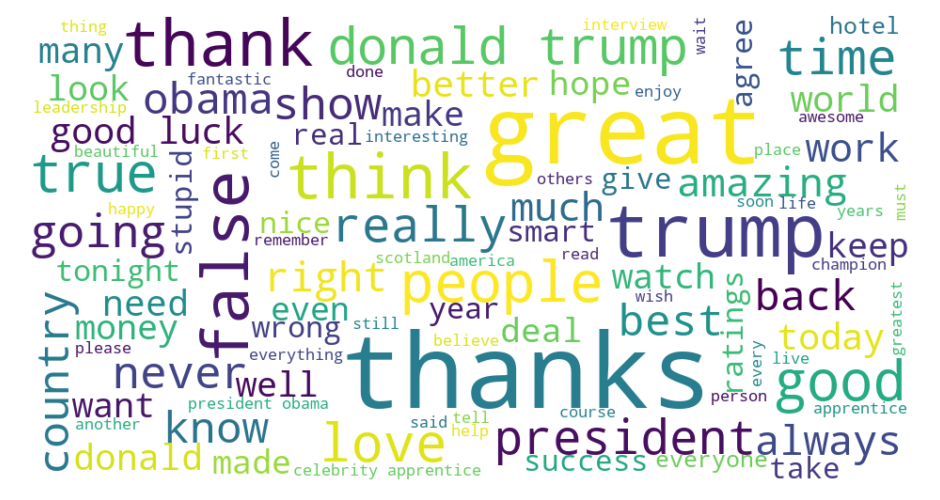 thing
many
thank
donald trump
interview
wait
agree
hotel
time
look
fantastic
done
better
hope
enjoy
leadership
obama
show
make
great
world
awesome
good luck
real
interesting
beautiful
first
come
place
work
true
stupid
false
think
others
give
amazing
happy
nice
really
much
soon
life
years
must
going
remember
smart
trump
keep
tonight
right
scotland
america
read
champion
people
watch
need
even
year
wish
best
ratings
back
country
money
wrong
still
deal
believe
today
greatest
please
everything
thanks
every
live
never
well
good
want
president obama
person
apprentice
another
know
love
said
tell
help
course
president
always
donald
made
celebrity apprentice
success
everyone
take